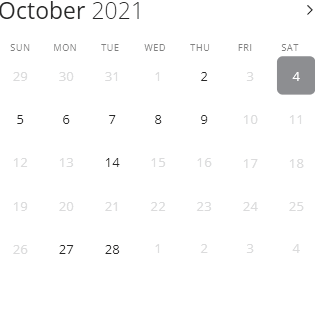 October 2021
SUN MON TUE WED THU FRI SAT
29 30 31 1 2 3 4
5 6 7 8 9 10 11
12 13 14 15 16 17 18
19 20 21 22 23 24 25
26 27 28 1 2 3 4